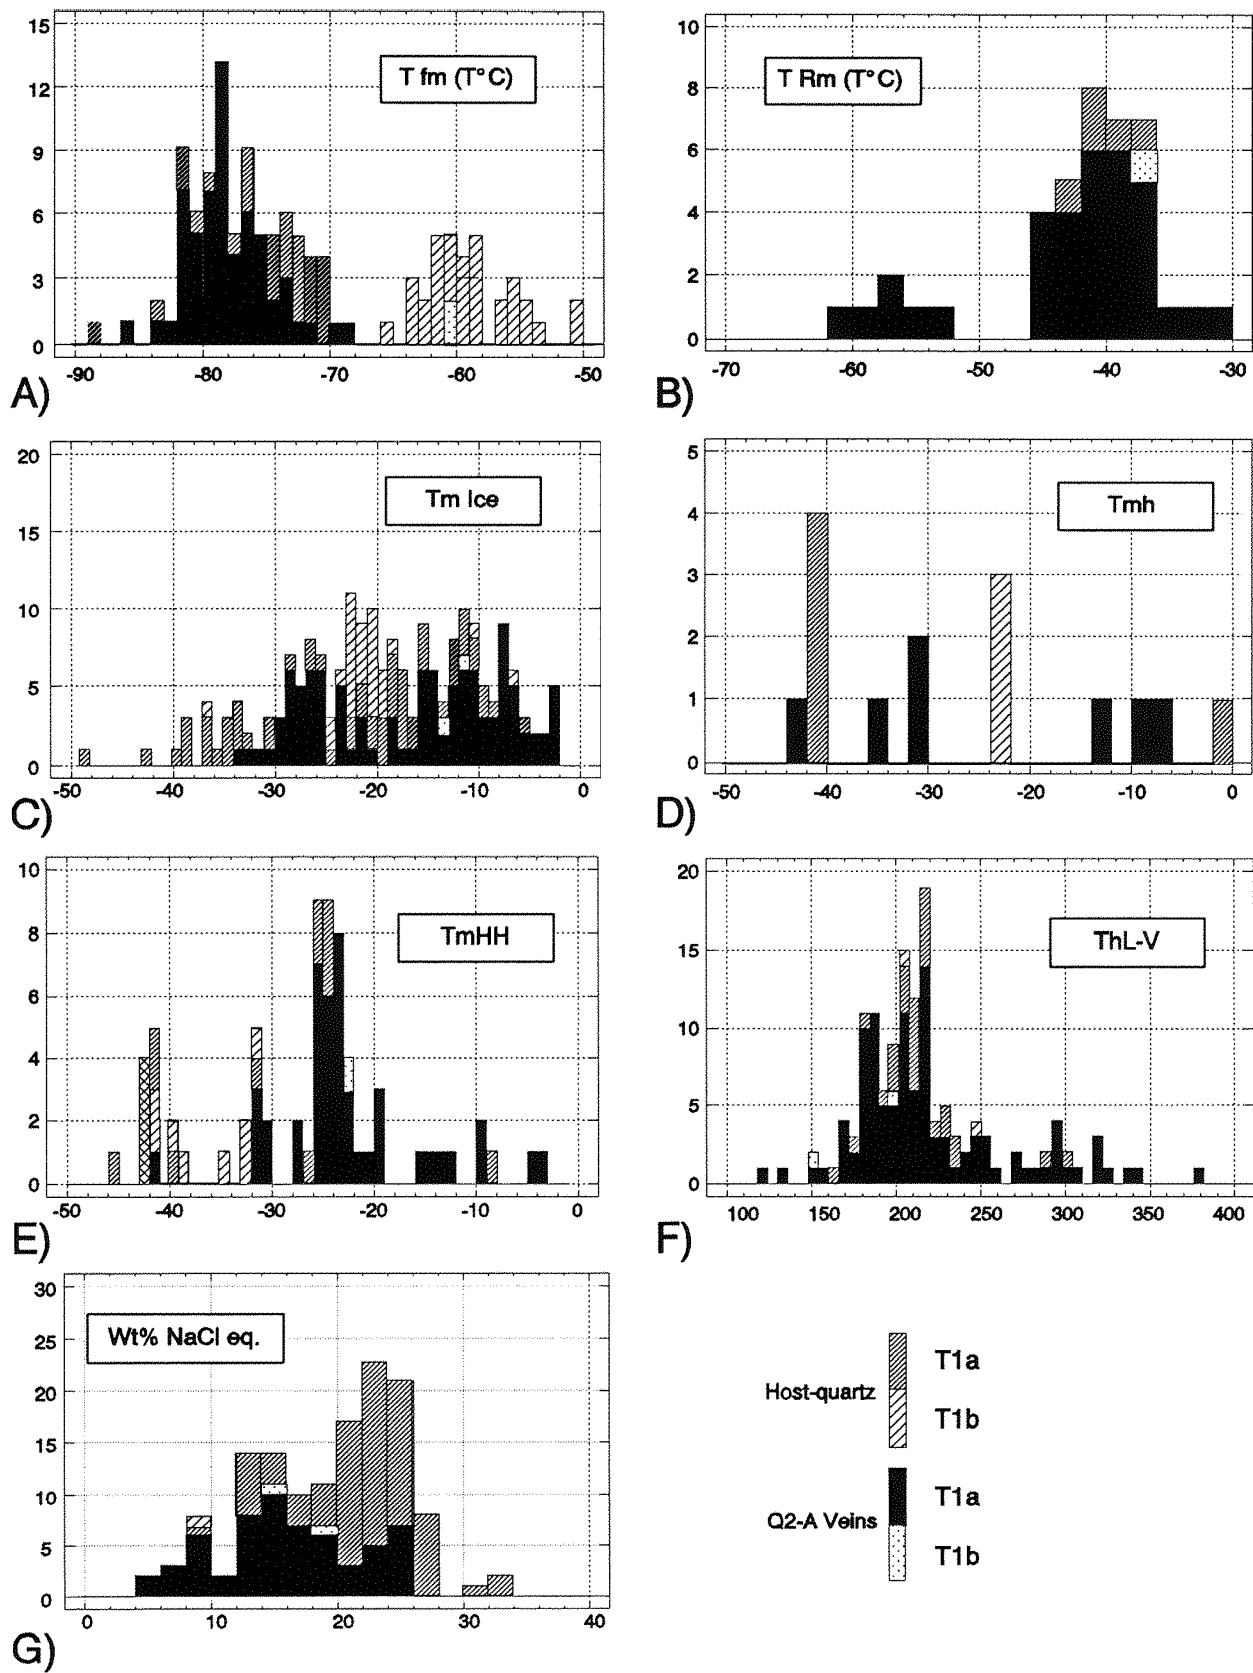 T fm (T°C)
15
12
9
6
3
0
-90 -80 -70 -60 -50
A)
T Rm (T°C)
10
8
6
4
2
0
-70 -60 -50 -40 -30
B)
Tm Ice
20
15
10
5
0
-50 -40 -30 -20 -10 0
C)
Tmh
5
4
3
2
1
0
-50 -40 -30 -20 -10 0
D)
TmHH
10
8
6
4
2
0
-50 -40 -30 -20 -10 0
E)
ThL-V
20
15
10
5
0
100 150 200 250 300 350 400
F)
Wt% NaCl eq.
30
25
20
15
10
5
0
0 10 20 30 40
G)
Host-quartz
T1a
T1b
Q2-A Veins
T1a
T1b